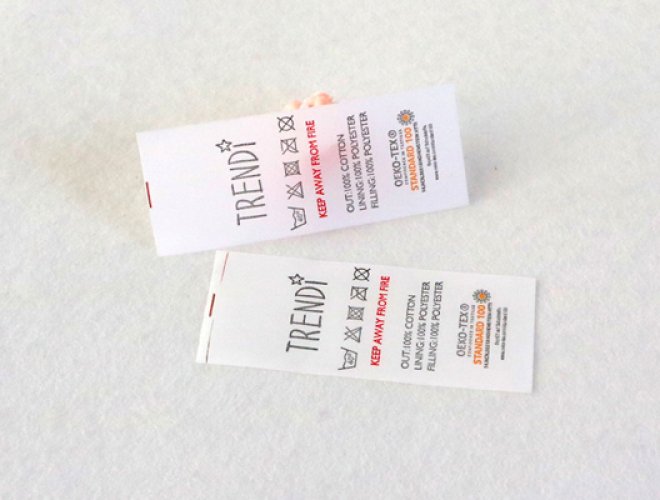 TRENDi
KEEP AWAY FROM FIRE
OUT:100% COTTON
LINING:100% POLYESTER
FILLING:100% POLYESTER
OEKO-TEX®
STANDARD 100
TRENDi
KEEP AWAY FROM FIRE
OUT:100% COTTON
LINING:100% POLYESTER
FILLING:100% POLYESTER
OEKO-TEX®
STANDARD 100